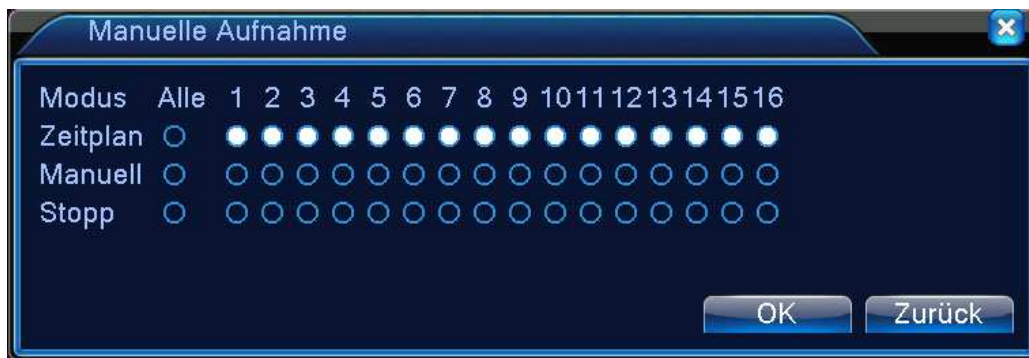 Manuelle Aufnahme
Modus Alle 1 2 3 4 5 6 7 8 9 10 11 12 13 14 15 16
Zeitplan
Manuell
Stopp
OK Zurück